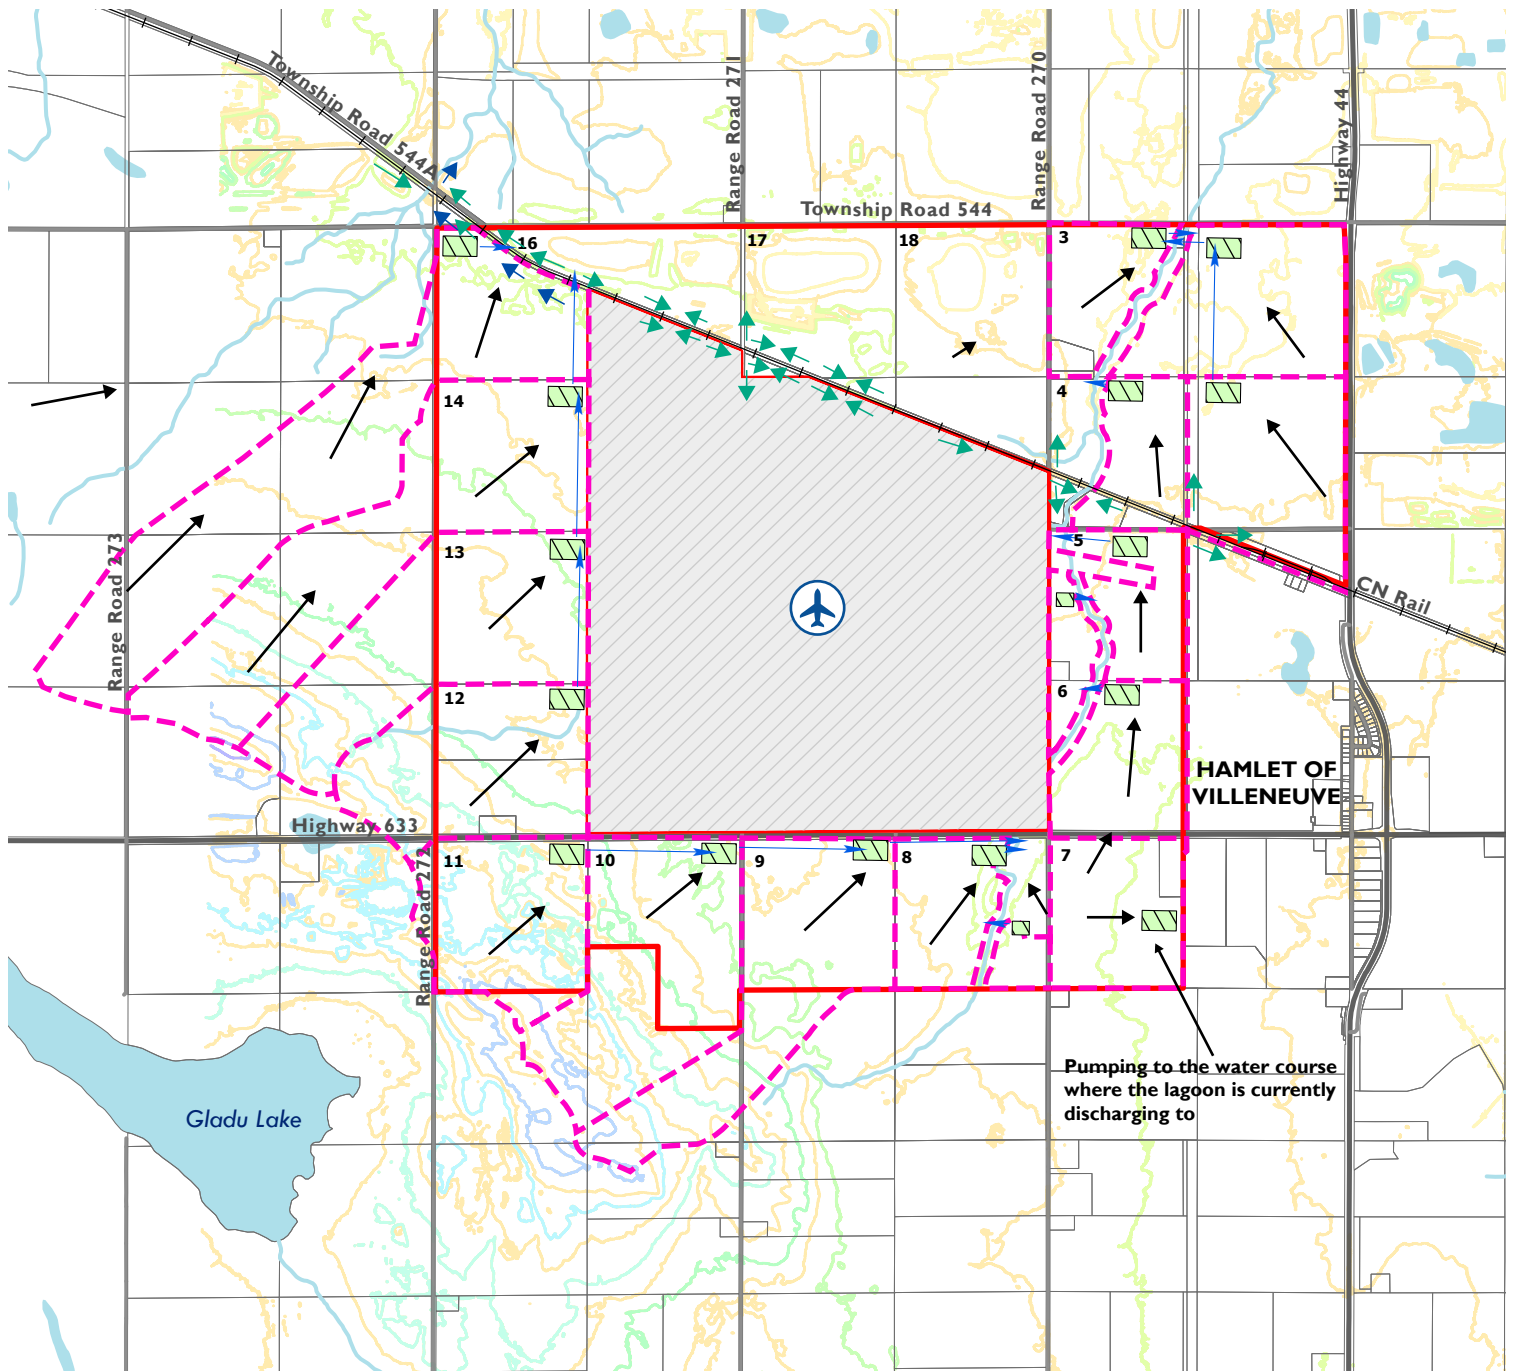 Township Road 544A
Range Road 271
Range Road 270
Highway 44
Township Road 544
16
17
18
3
14
4
13
5
CN Rail
Range Road 273
12
6
HAMLET OF
VILLENEUVE
Highway 633
11
10
9
8
7
Range Road 272
Pumping to the water course
where the lagoon is currently
discharging to
Gladu Lake